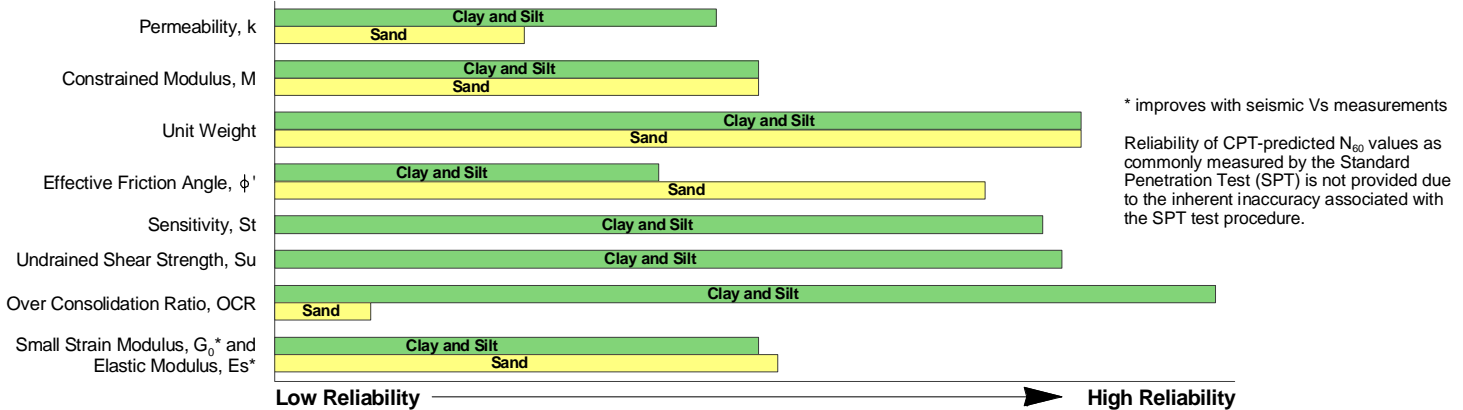 Permeability, k
Clay and Silt
Sand
Constrained Modulus, M
Clay and Silt
Sand
Unit Weight
Clay and Silt
Sand
Effective Friction Angle, ϕ'
Clay and Silt
Sand
Sensitivity, St
Clay and Silt
Undrained Shear Strength, Su
Clay and Silt
Over Consolidation Ratio, OCR
Clay and Silt
Sand
Small Strain Modulus, G₀* and
Elastic Modulus, Es*
Clay and Silt
Sand
Low Reliability
High Reliability
* improves with seismic Vs measurements
Reliability of CPT-predicted N₆₀ values as
commonly measured by the Standard
Penetration Test (SPT) is not provided due
to the inherent inaccuracy associated with
the SPT test procedure.